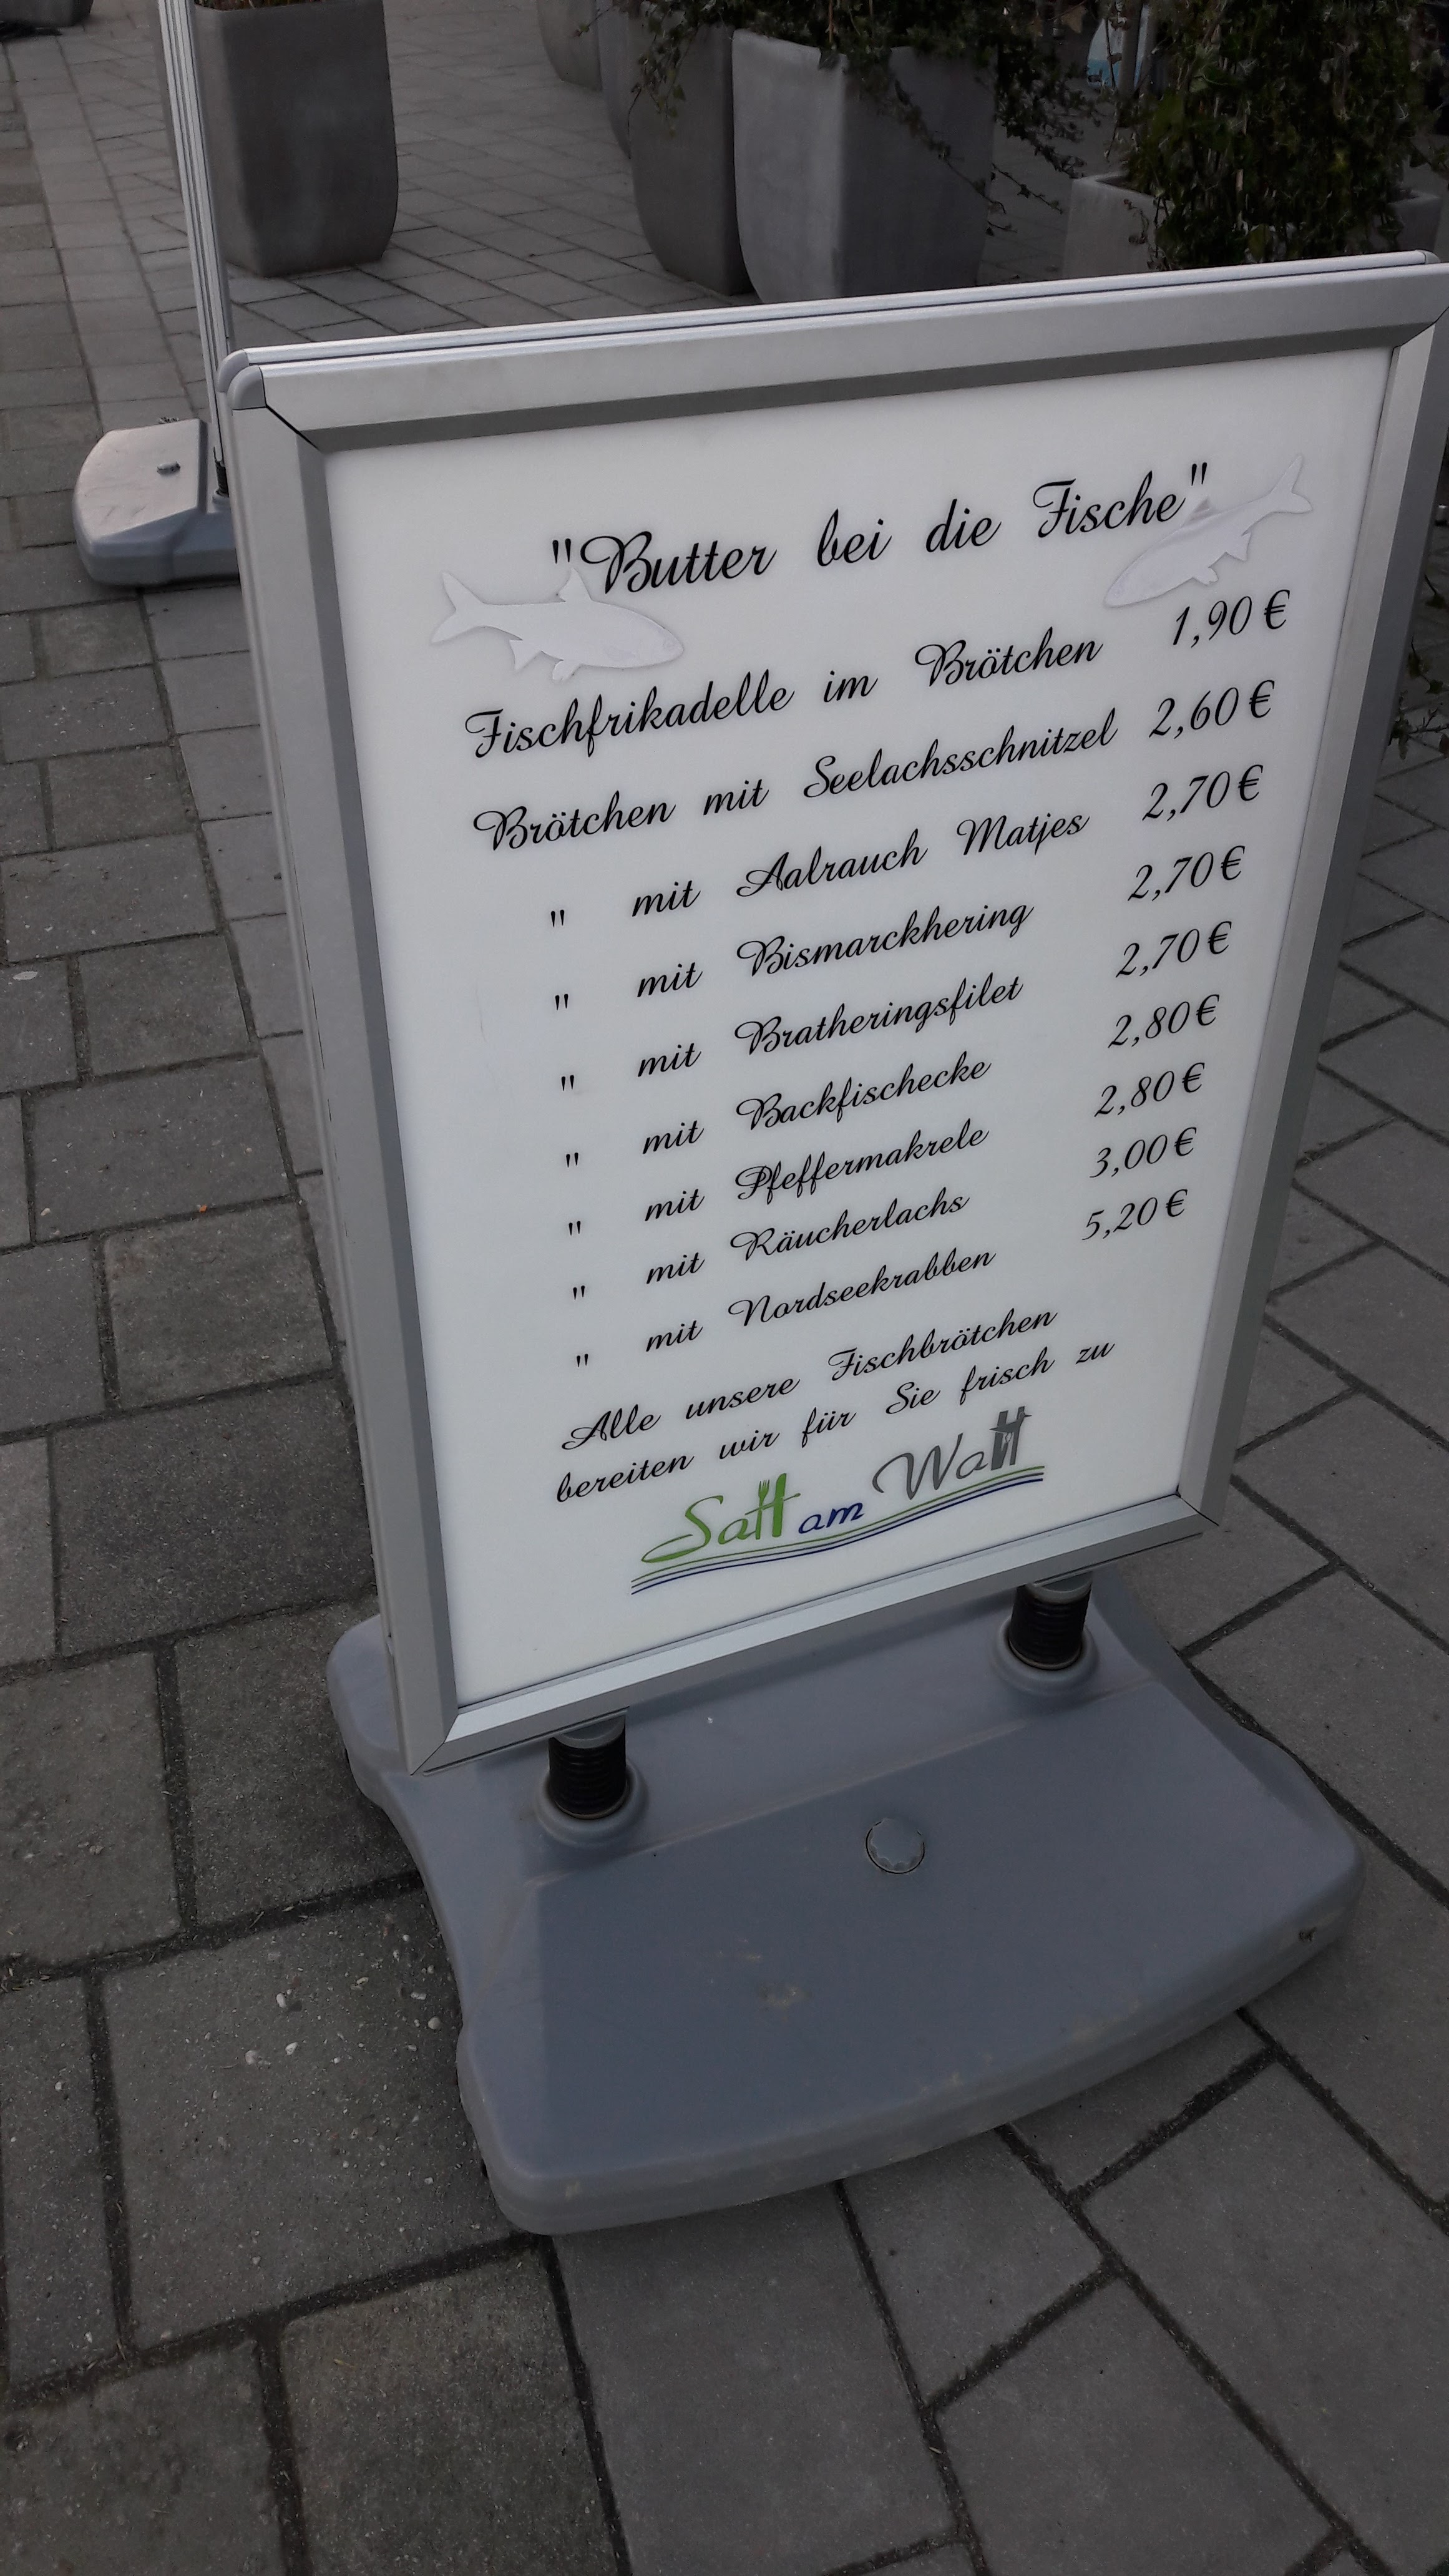 "Butter bei die Fische"
Fischfrikadelle im Brötchen 1,90 €
Brötchen mit Seelachsschnitzel 2,60 €
" mit Aalrauch Matjes 2,70 €
" mit Bismarckhering 2,70 €
" mit Bratheringsfilet 2,70 €
" mit Backfischecke 2,80 €
" mit Pfeffermakrele 2,80 €
" mit Räucherlachs 3,00 €
" mit Nordseekrabben 5,20 €
Alle unsere Fischbrötchen
bereiten wir für Sie frisch zu
Satt am Watt